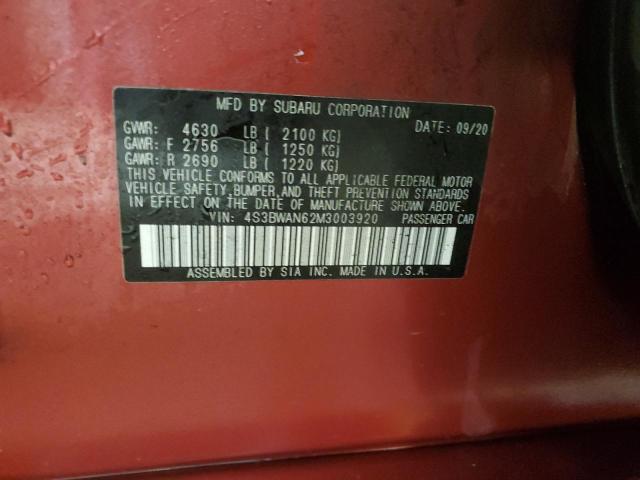 MFD BY SUBARU CORPORATION
GVWR: 4630 LB ( 2100 KG) DATE: 09/20
GAWR: F 2756 LB ( 1250 KG)
GAWR: R 2690 LB ( 1220 KG)
THIS VEHICLE CONFORMS TO ALL APPLICABLE FEDERAL MOTOR
VEHICLE SAFETY, BUMPER, AND THEFT PREVENTION STANDARDS
IN EFFECT ON THE DATE OF MANUFACTURE SHOWN ABOVE.
VIN: 4S3BWAN62M3003920 PASSENGER CAR
ASSEMBLED BY SIA INC. MADE IN U.S.A.